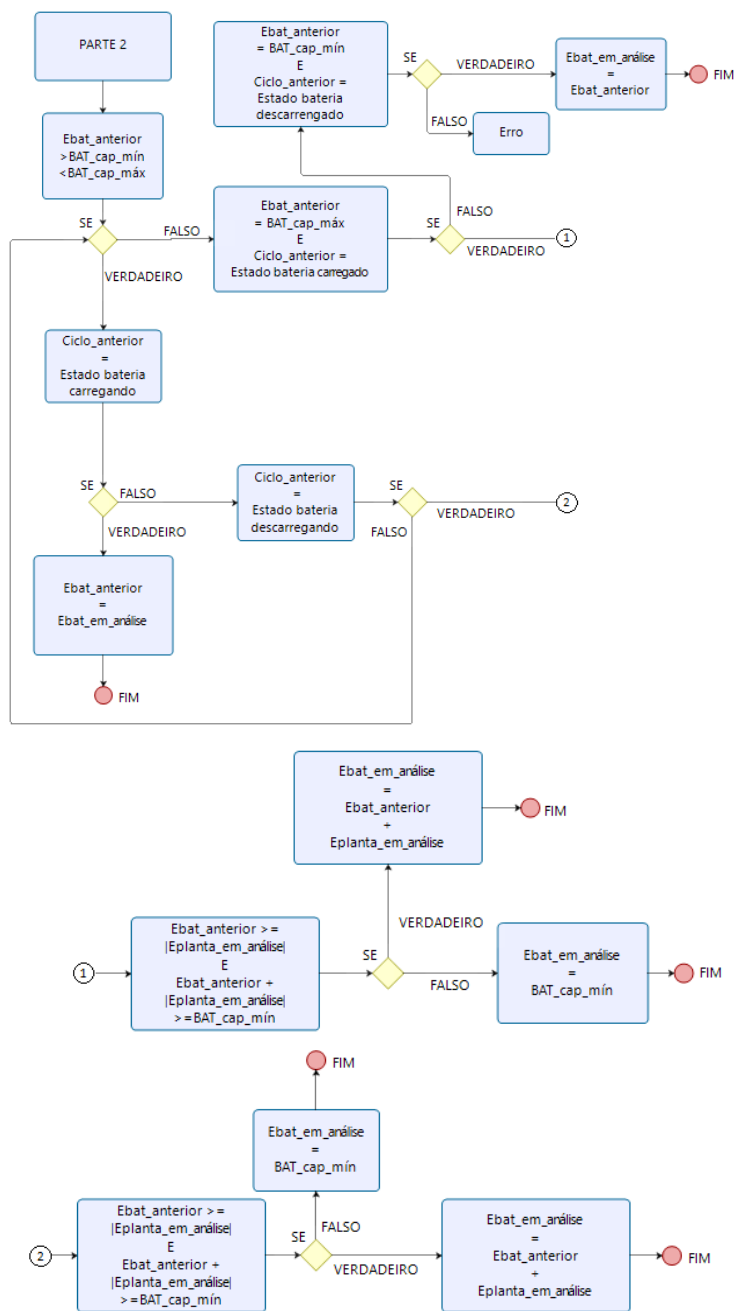 PARTE 2
Ebat_anterior
>BAT_cap_mín
<BAT_cap_máx
SE
FALSO
VERDADEIRO
Ebat_anterior
= BAT_cap_máx
E
Ciclo_anterior =
Estado bateria carregado
SE
FALSO
VERDADEIRO
1
Ebat_anterior
= BAT_cap_mín
E
Ciclo_anterior =
Estado bateria
descarrengado
SE
VERDADEIRO
FALSO
Erro
Ebat_em_análise
=
Ebat_anterior
FIM
Ciclo_anterior
=
Estado bateria
carregando
SE
FALSO
VERDADEIRO
Ciclo_anterior
=
Estado bateria
descarregando
SE
FALSO
VERDADEIRO
2
Ebat_anterior
=
Ebat_em_análise
FIM
Ebat_em_análise
=
Ebat_anterior
+
Eplanta_em_análise
FIM
1
Ebat_anterior >=
|Eplanta_em_análise|
E
Ebat_anterior +
|Eplanta_em_análise|
>=BAT_cap_mín
SE
VERDADEIRO
FALSO
Ebat_em_análise
=
BAT_cap_mín
FIM
FIM
Ebat_em_análise
=
BAT_cap_mín
2
Ebat_anterior >=
|Eplanta_em_análise|
E
Ebat_anterior +
|Eplanta_em_análise|
>=BAT_cap_mín
SE
FALSO
VERDADEIRO
Ebat_em_análise
=
Ebat_anterior
+
Eplanta_em_análise
FIM